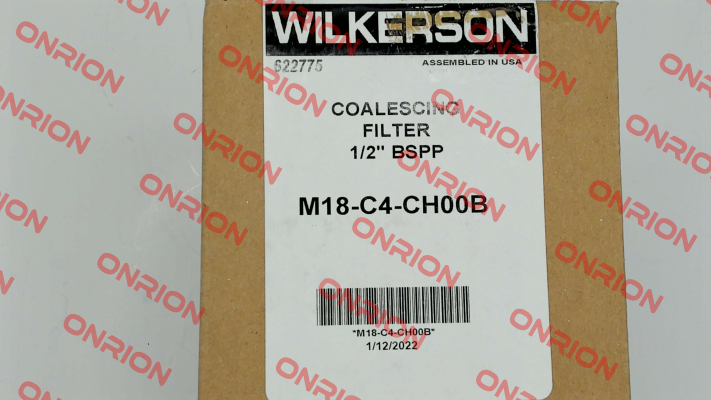 WILKERSON
622775
ASSEMBLED IN USA
COALESCING
FILTER
1/2" BSPP
M18-C4-CH00B
*M18-C4-CH00B*
1/12/2022
ONRION